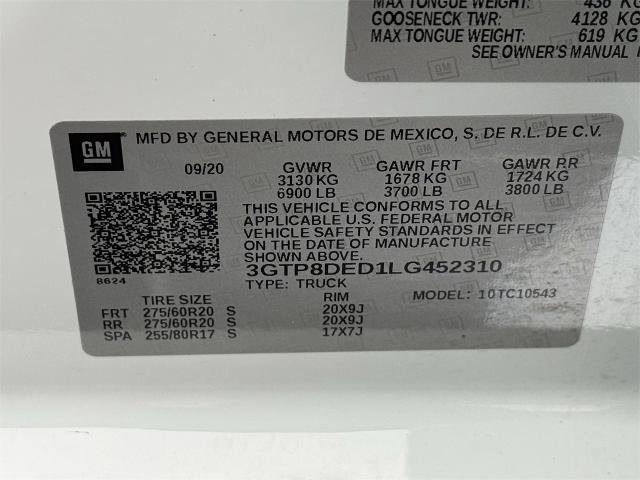 MAX TONGUE WEIGHT: 436 KG
GOOSENECK TWR: 4128 KG
MAX TONGUE WEIGHT: 619 KG
SEE OWNER'S MANUAL
GM
MFD BY GENERAL MOTORS DE MEXICO, S. DE R.L. DE C.V.
09/20 GVWR GAWR FRT GAWR RR
3130 KG 1678 KG 1724 KG
6900 LB 3700 LB 3800 LB
THIS VEHICLE CONFORMS TO ALL
APPLICABLE U.S. FEDERAL MOTOR
VEHICLE SAFETY STANDARDS IN EFFECT
ON THE DATE OF MANUFACTURE
SHOWN ABOVE.
3GTP8DED1LG452310
8624
TYPE: TRUCK MODEL: 10TC10543
TIRE SIZE RIM
FRT 275/60R20 S 20X9J
RR 275/60R20 S 20X9J
SPA 255/80R17 S 17X7J